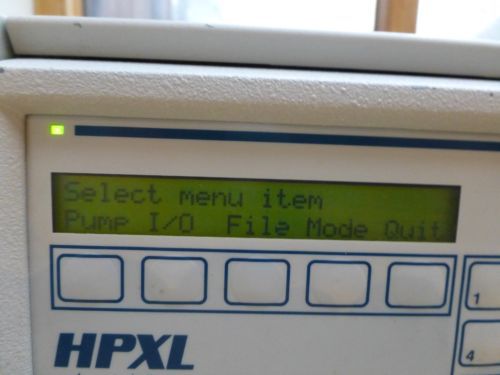 Select menu item
Pump I/O File Mode Quit
1
4
HPXL